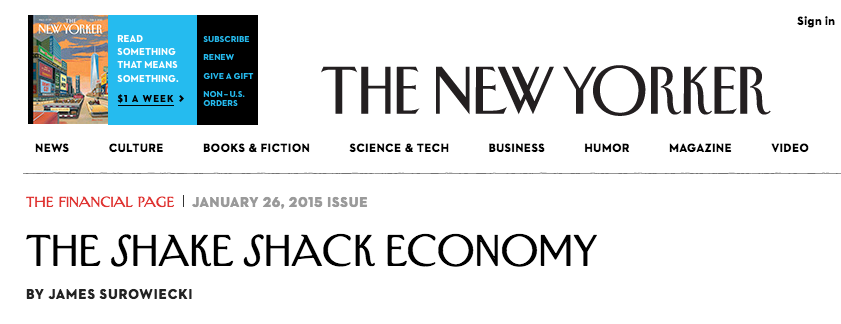 Sign in
THE
NEW YORKER
READ
SOMETHING
THAT MEANS
SOMETHING.
$1 A WEEK >
SUBSCRIBE
RENEW
GIVE A GIFT
NON-U.S.
ORDERS
THE NEW YORKER
NEWS CULTURE BOOKS & FICTION SCIENCE & TECH BUSINESS HUMOR MAGAZINE VIDEO
THE FINANCIAL PAGE | JANUARY 26, 2015 ISSUE
THE SHAKE SHACK ECONOMY
BY JAMES SUROWIECKI